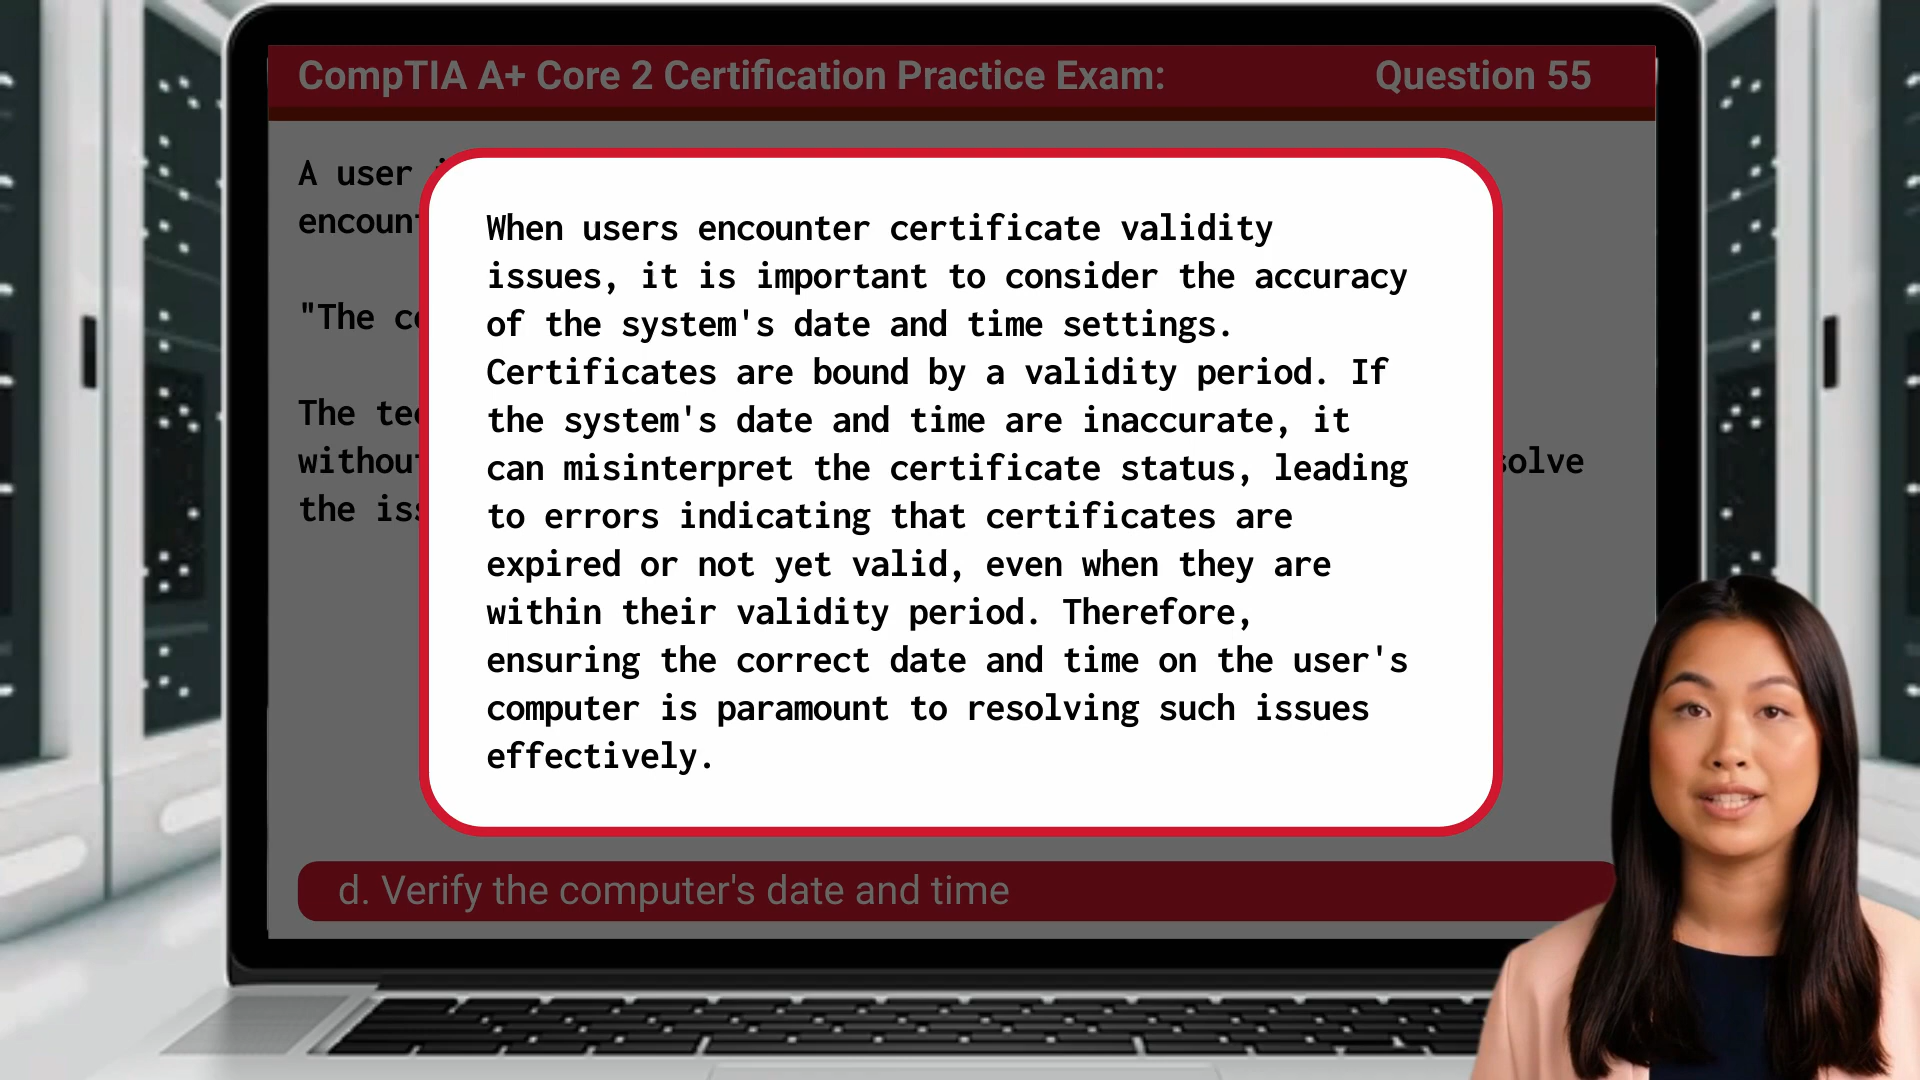 CompTIA A+ Core 2 Certification Practice Exam: Question 55
A user
"The
The
without
solve
the
When users encounter certificate validity
issues, it is important to consider the accuracy
of the system's date and time settings.
Certificates are bound by a validity period. If
the system's date and time are inaccurate, it
can misinterpret the certificate status, leading
to errors indicating that certificates are
expired or not yet valid, even when they are
within their validity period. Therefore,
ensuring the correct date and time on the user's
computer is paramount to resolving such issues
effectively.
d. Verify the computer's date and time